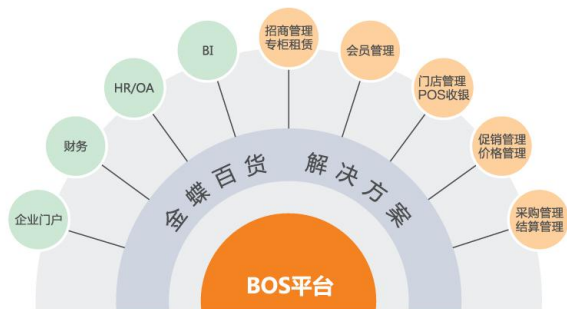 企业门户
财务
HR/OA
BI
招商管理
专柜租赁
会员管理
门店管理
POS收银
促销管理
价格管理
采购管理
结算管理
金蝶百货 解决方案
BOS平台